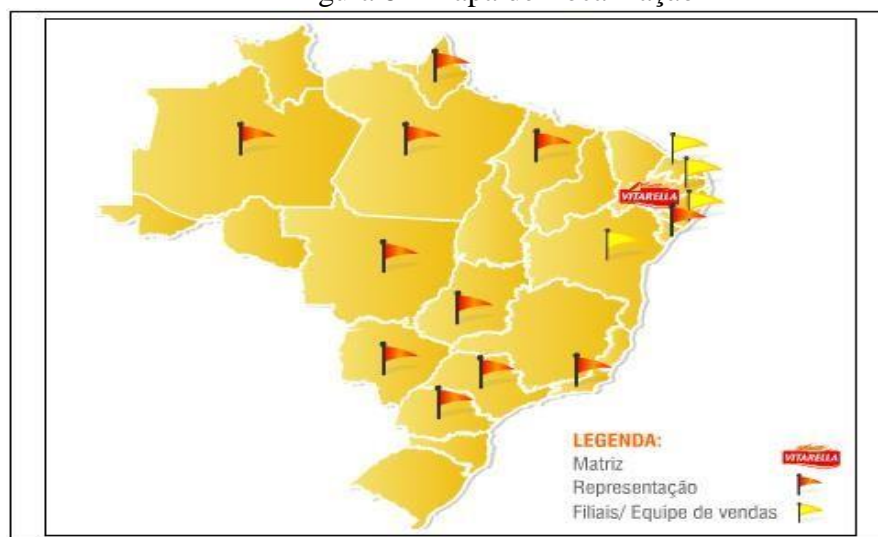 VITARELLA
LEGENDA:
Matriz VITARELLA
Representação
Filiais/ Equipe de vendas